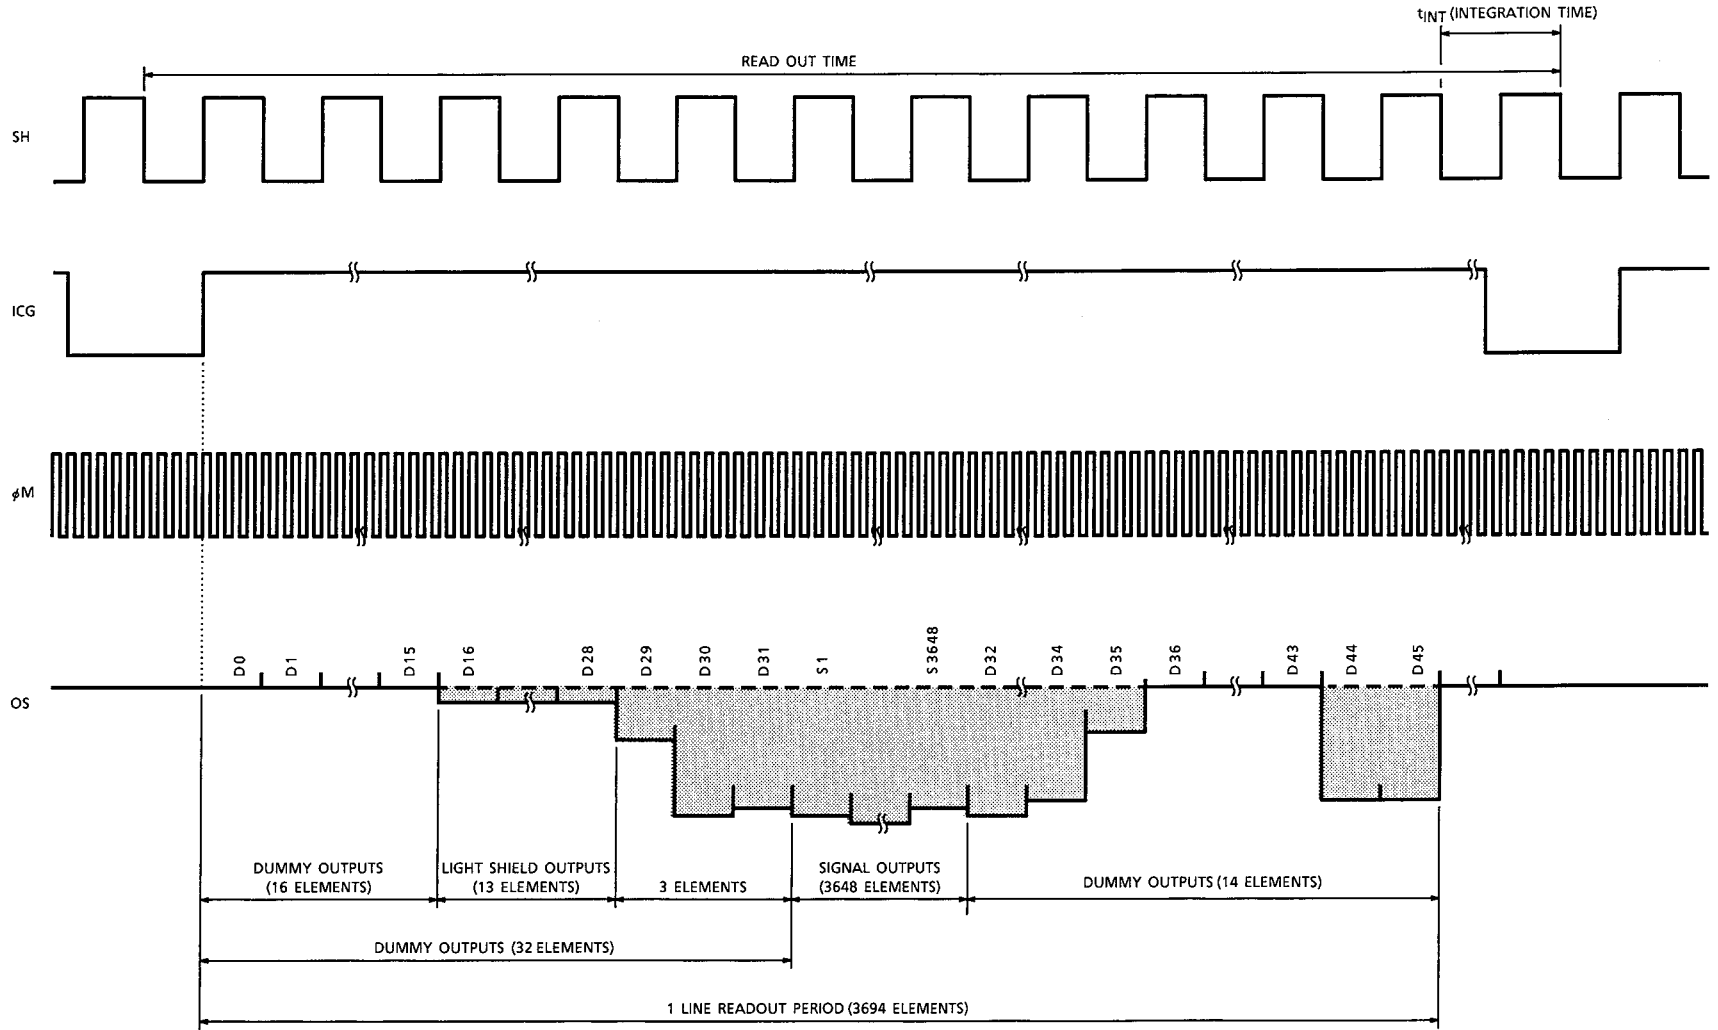 tINT (INTEGRATION TIME)
READ OUT TIME
SH
ICG
φM
D0
D1
D15
D16
D28
D29
D30
D31
S1
S3648
D32
D34
D35
D36
D43
D44
D45
OS
DUMMY OUTPUTS
(16 ELEMENTS)
LIGHT SHIELD OUTPUTS
(13 ELEMENTS)
3 ELEMENTS
SIGNAL OUTPUTS
(3648 ELEMENTS)
DUMMY OUTPUTS (14 ELEMENTS)
DUMMY OUTPUTS (32 ELEMENTS)
1 LINE READOUT PERIOD (3694 ELEMENTS)